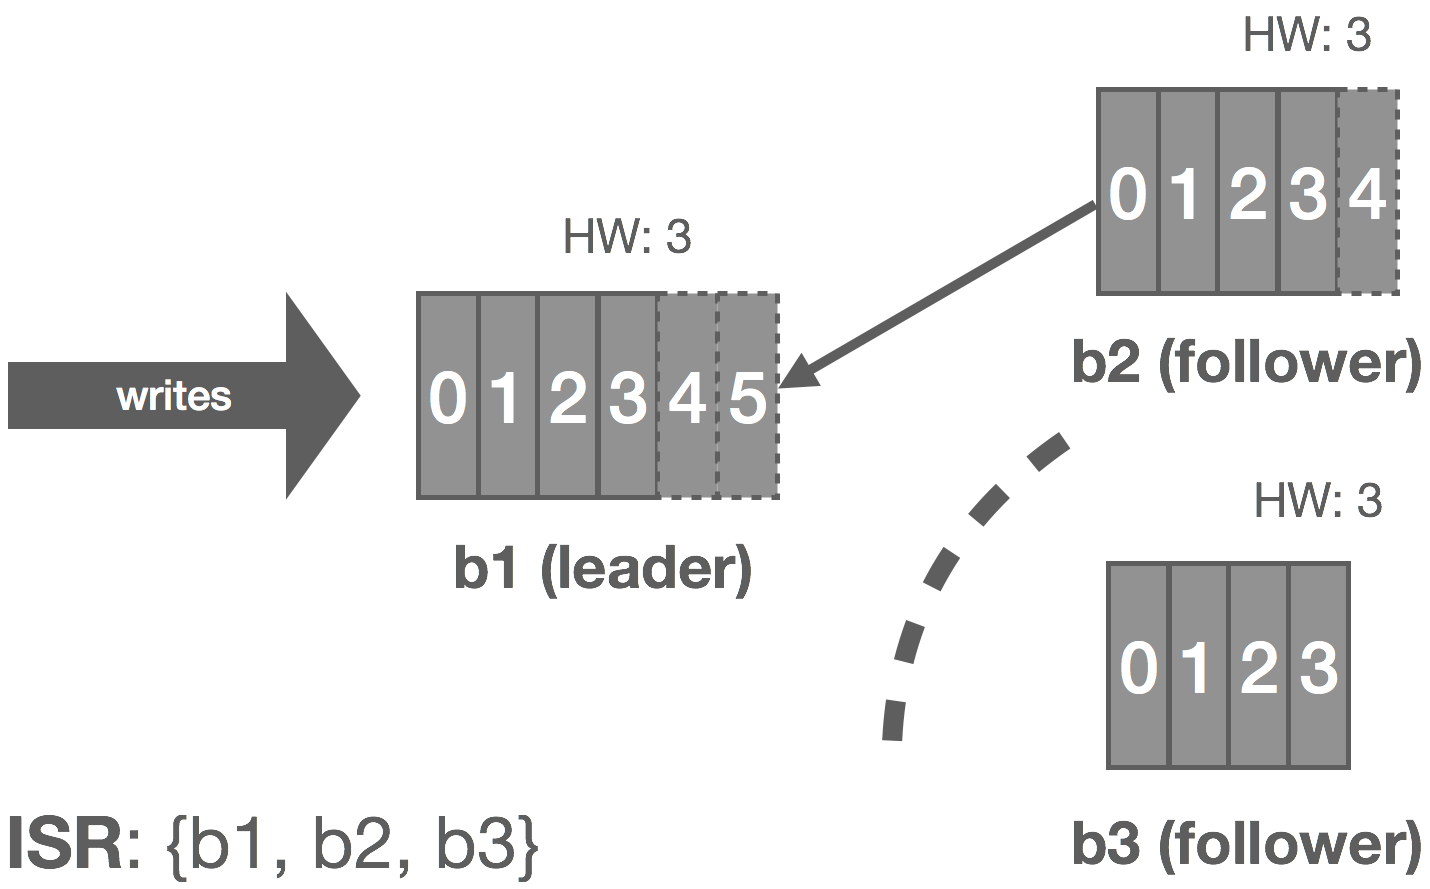 HW: 3
0 1 2 3 4
b2 (follower)
HW: 3
writes
0 1 2 3 4 5
b1 (leader)
HW: 3
0 1 2 3
b3 (follower)
ISR: {b1, b2, b3}